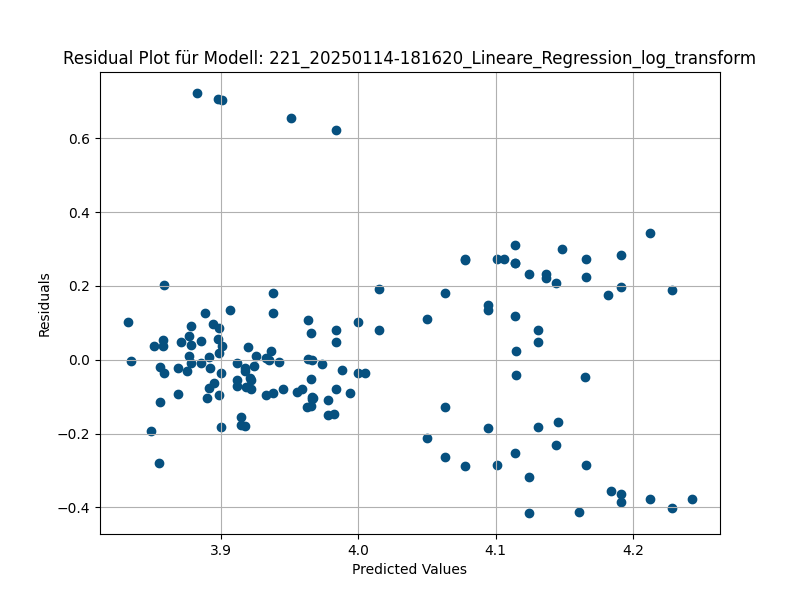 Residual Plot für Modell: 221_20250114-181620_Lineare_Regression_log_transform
0.6
0.4
0.2
0.0
−0.2
−0.4
Residuals
3.9 4.0 4.1 4.2
Predicted Values